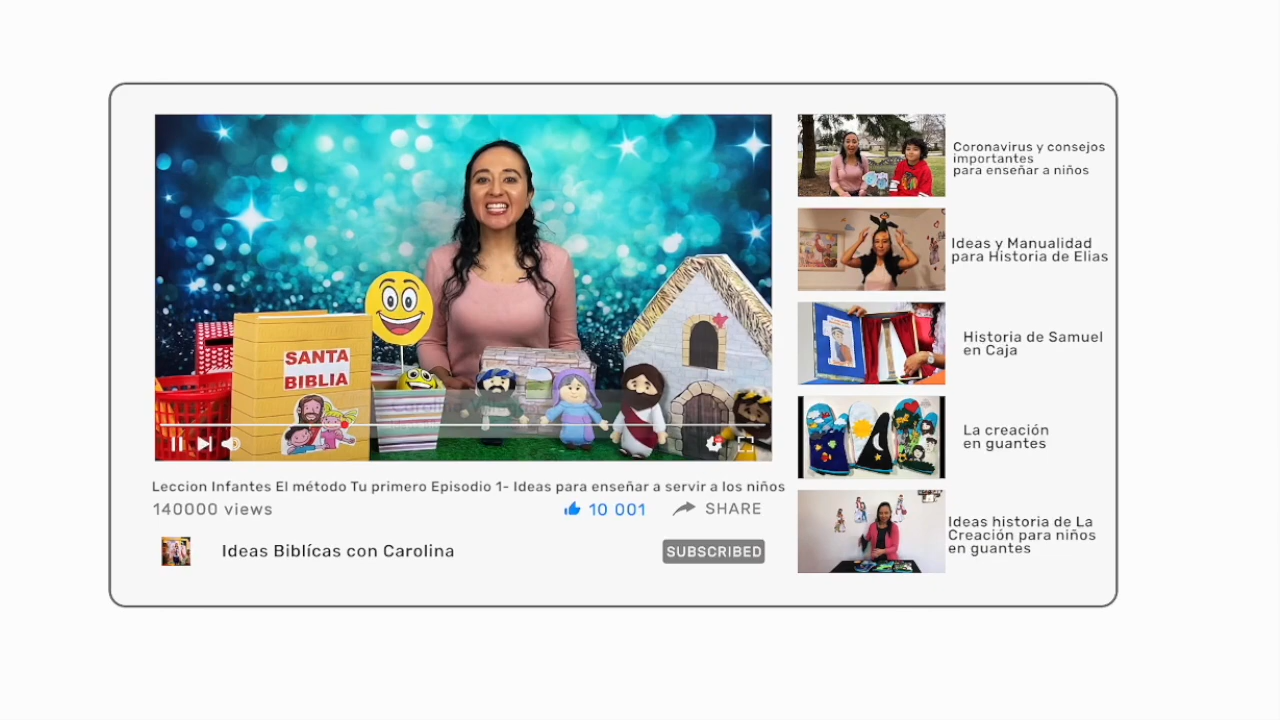 SANTA
BIBLIA
Leccion Infantes El método Tu primero Episodio 1- Ideas para enseñar a servir a los niños
140000 views
10 001
SHARE
Ideas Biblícas con Carolina
SUBSCRIBED
Coronavirus y consejos
importantes
para enseñar a niños
Ideas y Manualidad
para Historia de Elias
Historia de Samuel
en Caja
La creación
en guantes
Ideas historia de La
Creación para niños
en guantes